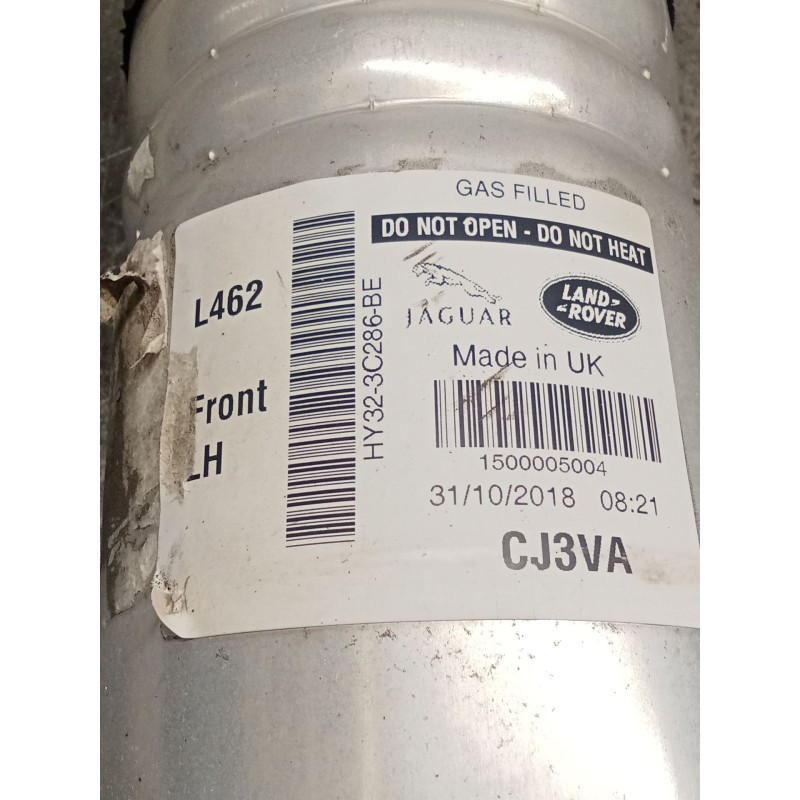 GAS FILLED
DO NOT OPEN - DO NOT HEAT
L462
Front
LH
HY32-3C286-BE
JAGUAR
LAND-
-ROVER
Made in UK
1500005004
31/10/2018 08:21
CJ3VA